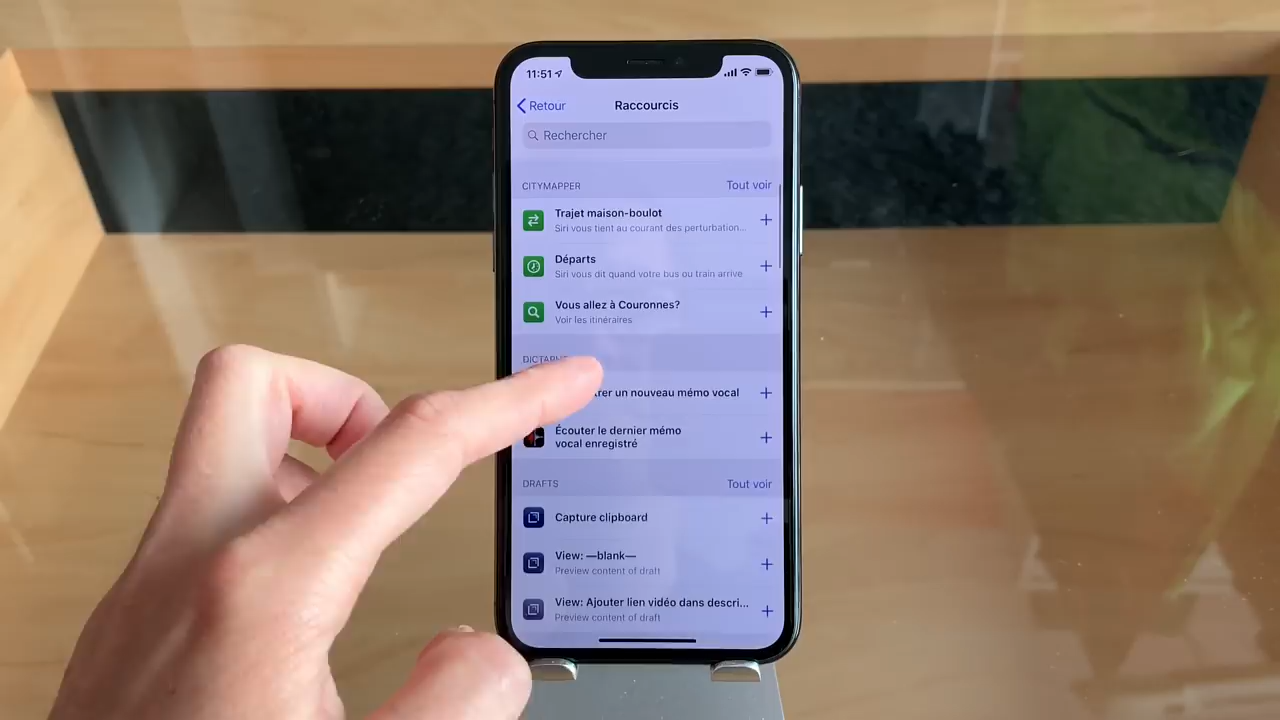 11:51
Retour
Raccourcis
Rechercher
CITYMAPPER
Tout voir
Trajet maison-boulot
Siri vous tient au courant des perturbation...
Départs
Siri vous dit quand votre bus ou train arrive
Vous allez à Couronnes?
Voir les itinéraires
un nouveau mémo vocal
Écouter le dernier mémo
vocal enregistré
DRAFTS
Tout voir
Capture clipboard
View: —blank—
Preview content of draft
View: Ajouter lien vidéo dans descri...
Preview content of draft